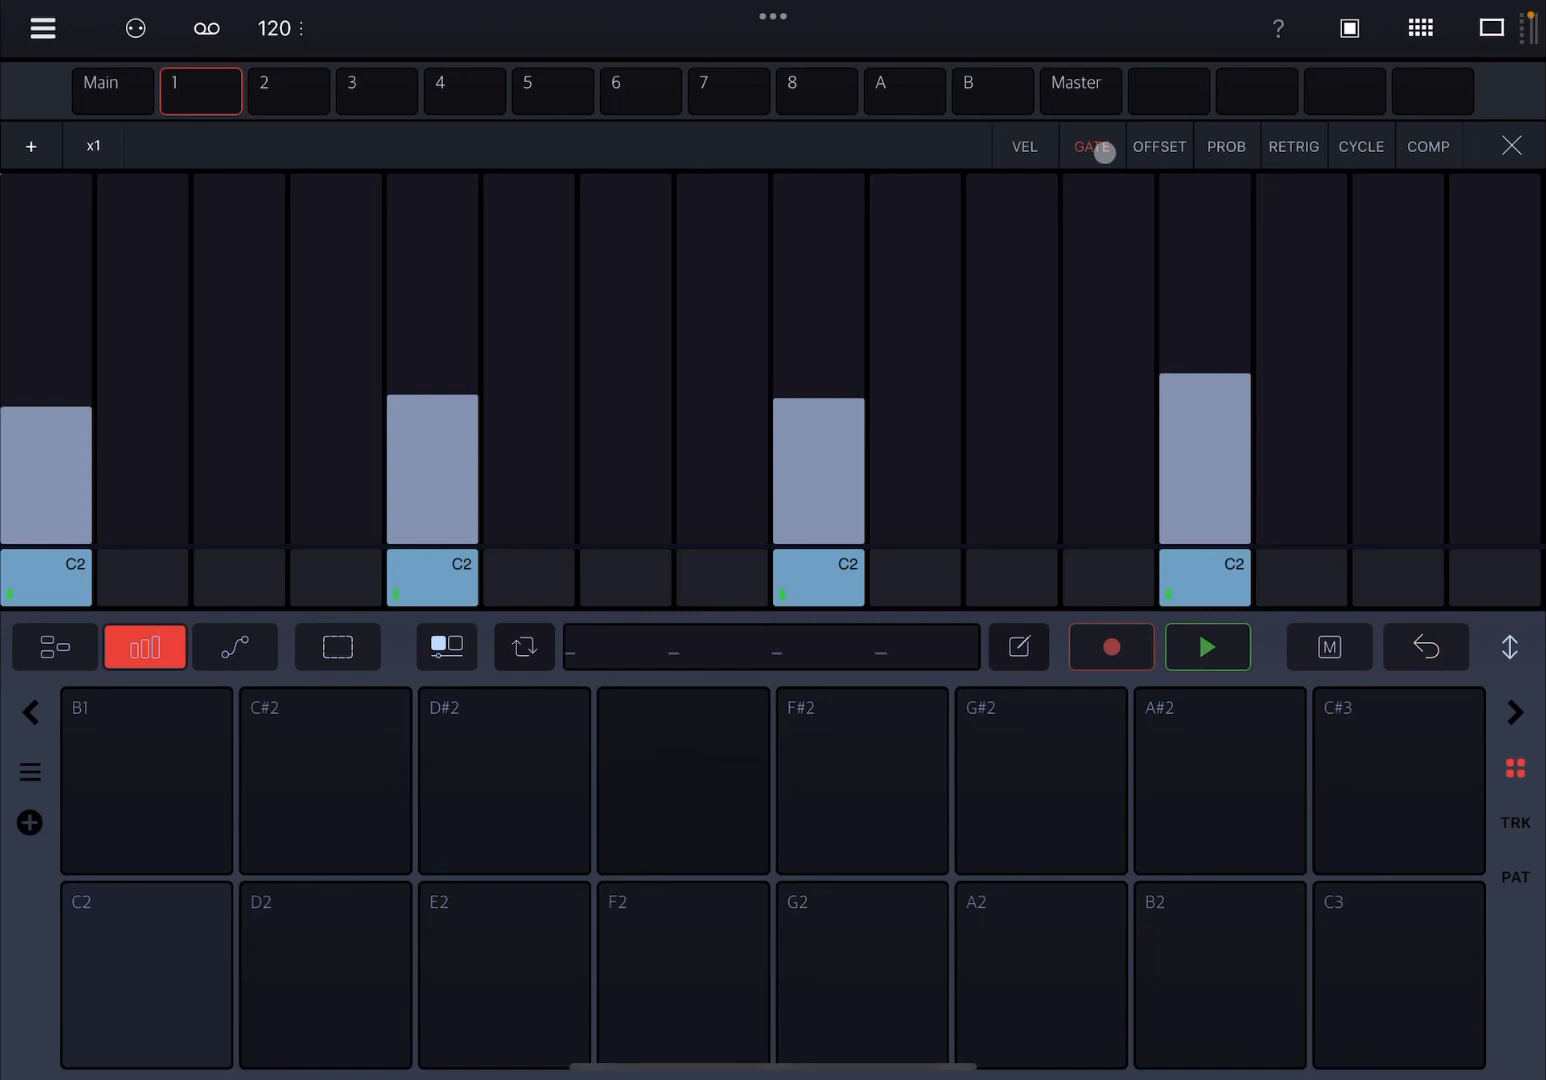 120
?
Main 1 2 3 4 5 6 7 8 A B Master
+ x1 VEL GATE OFFSET PROB RETRIG CYCLE COMP
C2 C2 C2 C2
M
B1 C#2 D#2 F#2 G#2 A#2 C#3
TRK
PAT
C2 D2 E2 F2 G2 A2 B2 C3